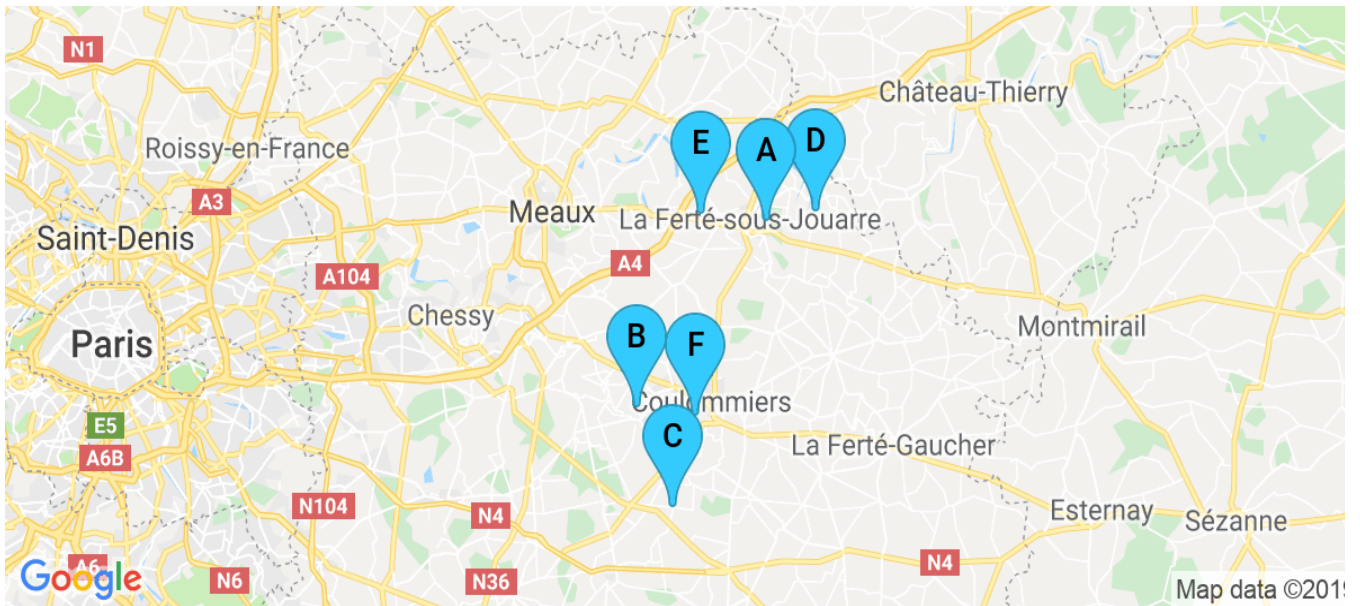 N1
Château-Thierry
Roissy-en-France
E
A
D
A3
Meaux
La Ferté-sous-Jouarre
Saint-Denis
A104
A4
Chessy
Montmirail
Paris
B
F
Coulommiers
E5
C
La Ferté-Gaucher
A6B
N104
N4
Esternay
Sézanne
A6
N6
N36
N4
Google
Map data ©2019